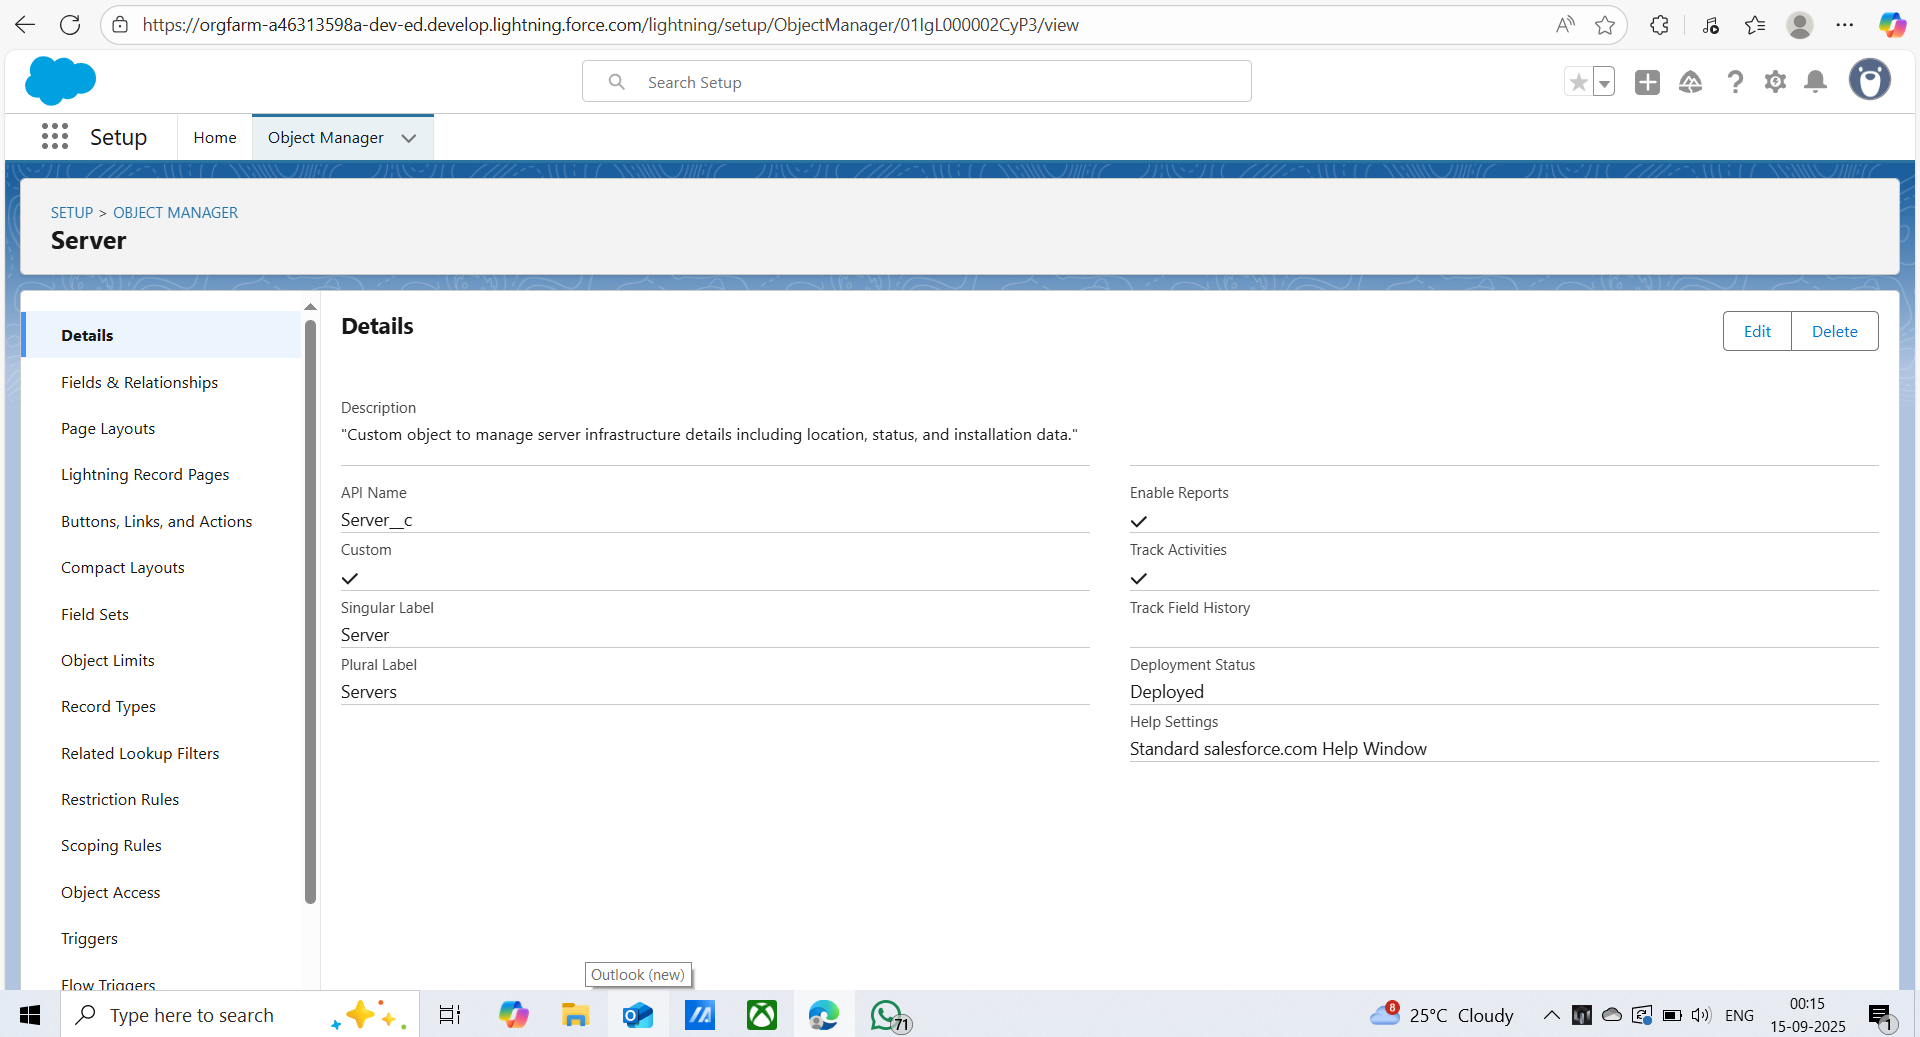 https://orgfarm-a46313598a-dev-ed.develop.lightning.force.com/lightning/setup/ObjectManager/01IgL000002CyP3/view
Search Setup
Setup
Home
Object Manager
SETUP > OBJECT MANAGER
Server
Details
Fields & Relationships
Page Layouts
Lightning Record Pages
Buttons, Links, and Actions
Compact Layouts
Field Sets
Object Limits
Record Types
Related Lookup Filters
Restriction Rules
Scoping Rules
Object Access
Triggers
Flow Triggers
Details
Edit
Delete
Description
"Custom object to manage server infrastructure details including location, status, and installation data."
API Name
Server__c
Custom
Singular Label
Server
Plural Label
Servers
Enable Reports
Track Activities
Track Field History
Deployment Status
Deployed
Help Settings
Standard salesforce.com Help Window
Outlook (new)
Type here to search
71
8
25°C Cloudy
ENG
00:15
15-09-2025
1